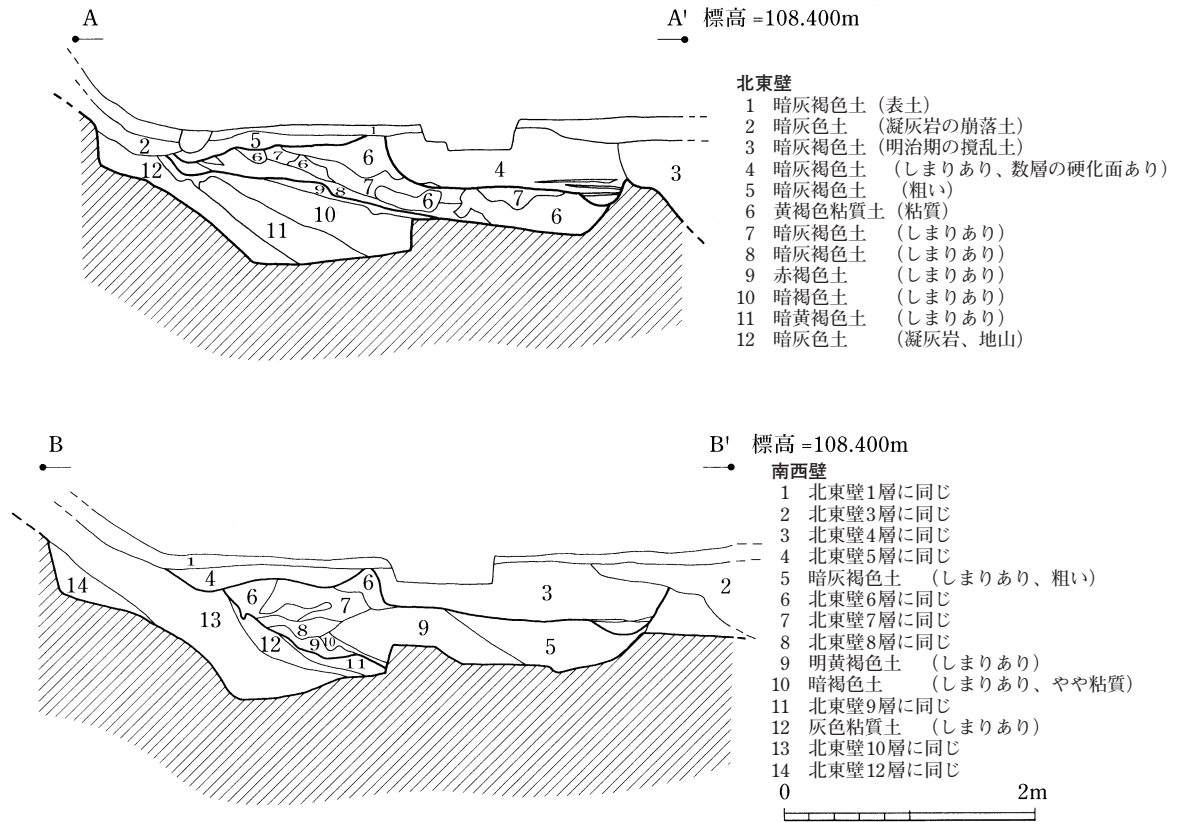 A
A' 標高 =108.400m
北東壁
1 暗灰褐色土（表土）
2 暗灰色土 （凝灰岩の崩落土）
3 暗灰褐色土（明治期の撹乱土）
4 暗灰褐色土 （しまりあり、数層の硬化面あり）
5 暗灰褐色土 （粗い）
6 黄褐色粘質土（粘質）
7 暗灰褐色土 （しまりあり）
8 暗灰褐色土 （しまりあり）
9 赤褐色土 （しまりあり）
10 暗褐色土 （しまりあり）
11 暗黄褐色土 （しまりあり）
12 暗灰色土 （凝灰岩、地山）
1
2 5
6 7 6 6
12 9 8 7 6 4 7 3
10 6
11
B
B' 標高 =108.400m
南西壁
1 北東壁1層に同じ
2 北東壁3層に同じ
3 北東壁4層に同じ
4 北東壁5層に同じ
5 暗灰褐色土 （しまりあり、粗い）
6 北東壁6層に同じ
7 北東壁7層に同じ
8 北東壁8層に同じ
9 明黄褐色土 （しまりあり）
10 暗褐色土 （しまりあり、やや粘質）
11 北東壁9層に同じ
12 灰色粘質土 （しまりあり）
13 北東壁10層に同じ
14 北東壁12層に同じ
1
14 4 6 7 6 3 2
13 8 9
12 9 10 5
11
0 2m